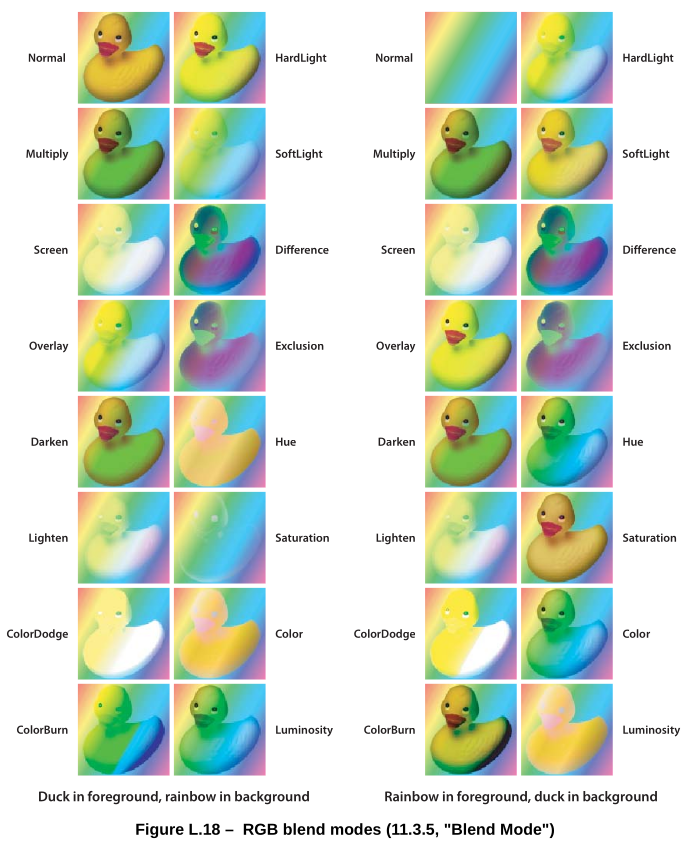 Normal
HardLight
Normal
HardLight
Multiply
SoftLight
Multiply
SoftLight
Screen
Difference
Screen
Difference
Overlay
Exclusion
Overlay
Exclusion
Darken
Hue
Darken
Hue
Lighten
Saturation
Lighten
Saturation
ColorDodge
Color
ColorDodge
Color
ColorBurn
Luminosity
ColorBurn
Luminosity
Duck in foreground, rainbow in background
Rainbow in foreground, duck in background
Figure L.18 – RGB blend modes (11.3.5, "Blend Mode")